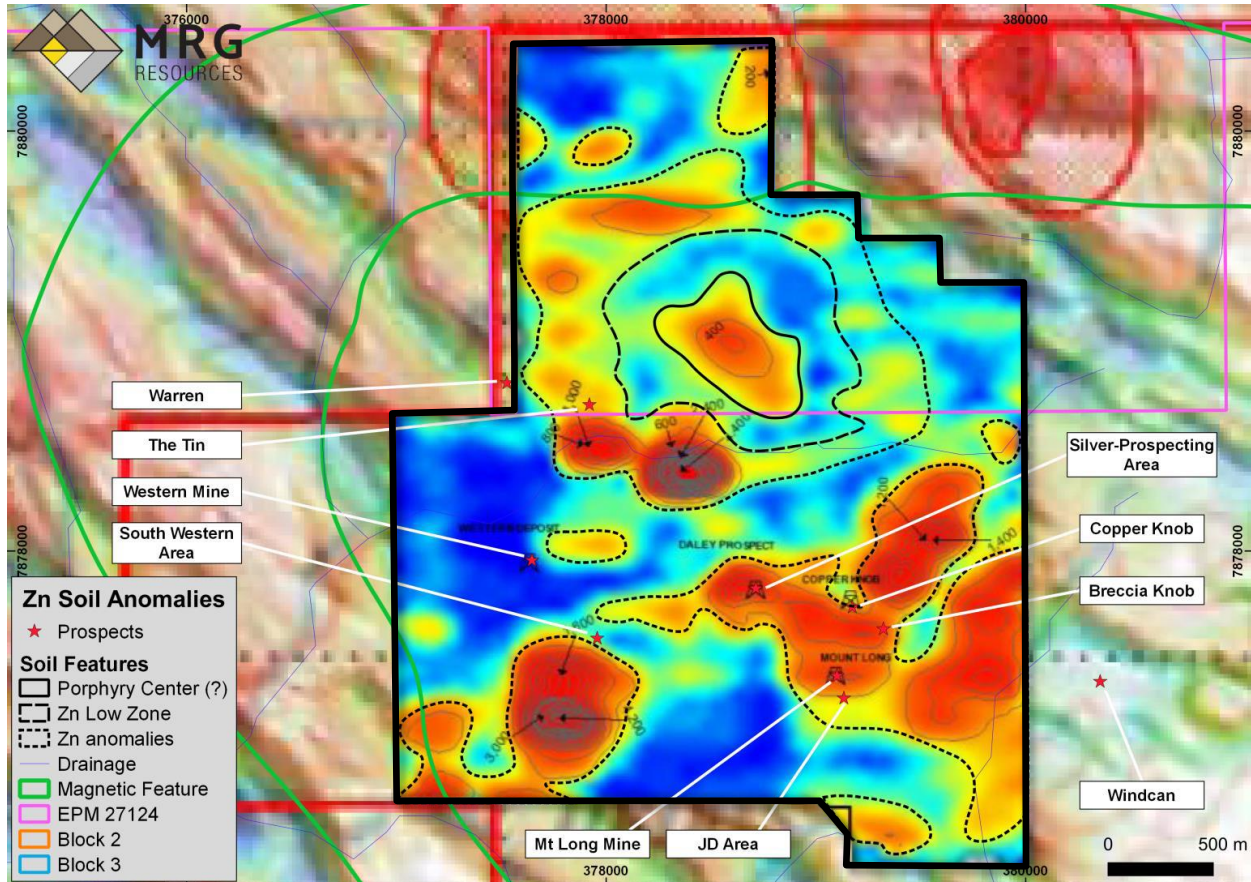 376000
378000
380000
MRG
RESOURCES
7880000
7880000
200
400
Warren
The Tin
Western Mine
South Western
Area
Silver-Prospecting
Area
Copper Knob
Breccia Knob
Windcan
600
1,400
DALEY PROSPECT
COPPER KNOB
MOUNT LONG
3,000
7878000
7878000
Zn Soil Anomalies
Prospects
Soil Features
Porphyry Center (?)
Zn Low Zone
Zn anomalies
Drainage
Magnetic Feature
EPM 27124
Block 2
Block 3
Mt Long Mine
JD Area
0 500 m
378000
380000